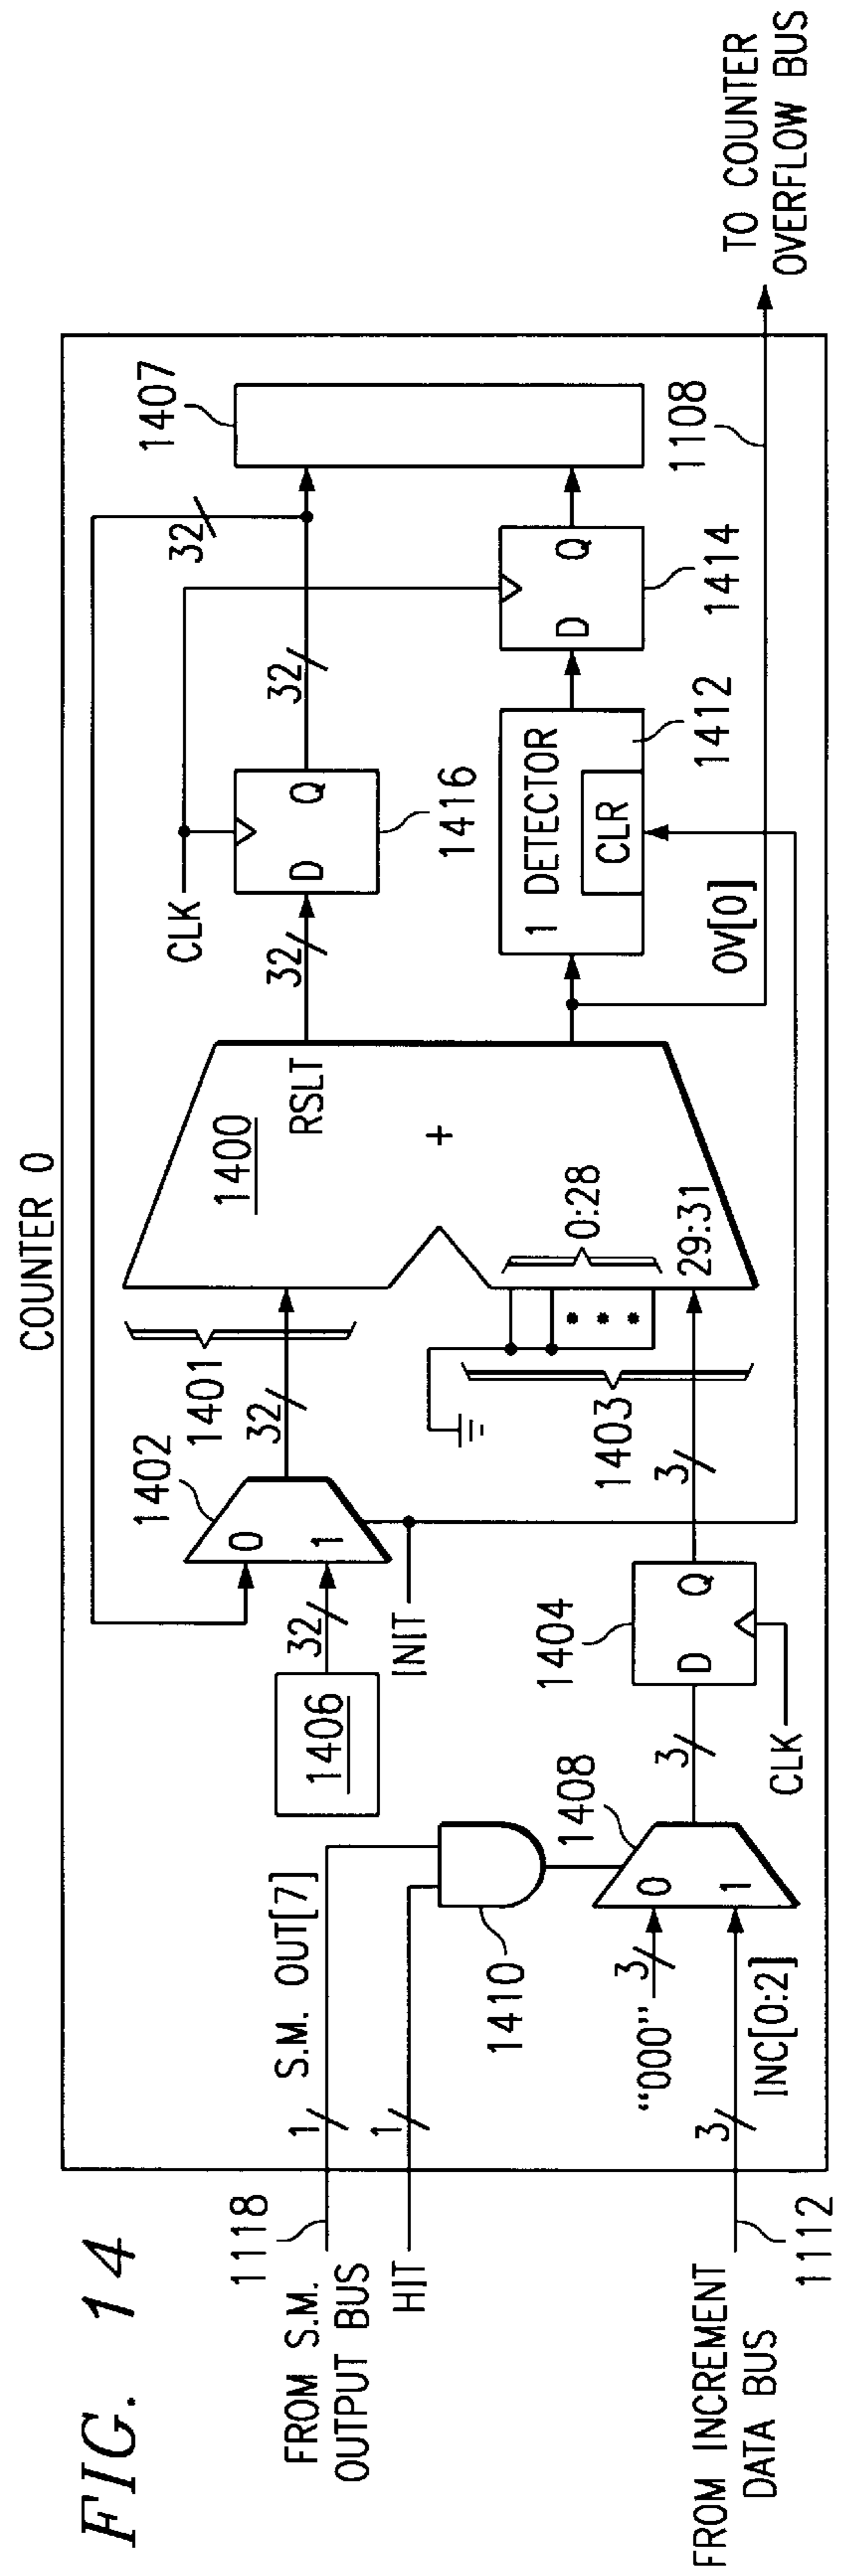 FIG. 14
COUNTER 0
FROM S.M.
OUTPUT BUS
1118
1
S.M. OUT[7]
HIT
1
1410
FROM INCREMENT
DATA BUS
1112
3
INC[0:2]
"000"
3
0
1
1408
3
1404
D
Q
CLK
3
1406
32
INIT
0
1
1402
32
1401
1403
0:28
29:31
1400
+
RSLT
32
CLK
D
Q
1416
32
32
1 DETECTOR
CLR
1412
OV[0]
D
Q
1414
1407
1108
TO COUNTER
OVERFLOW BUS